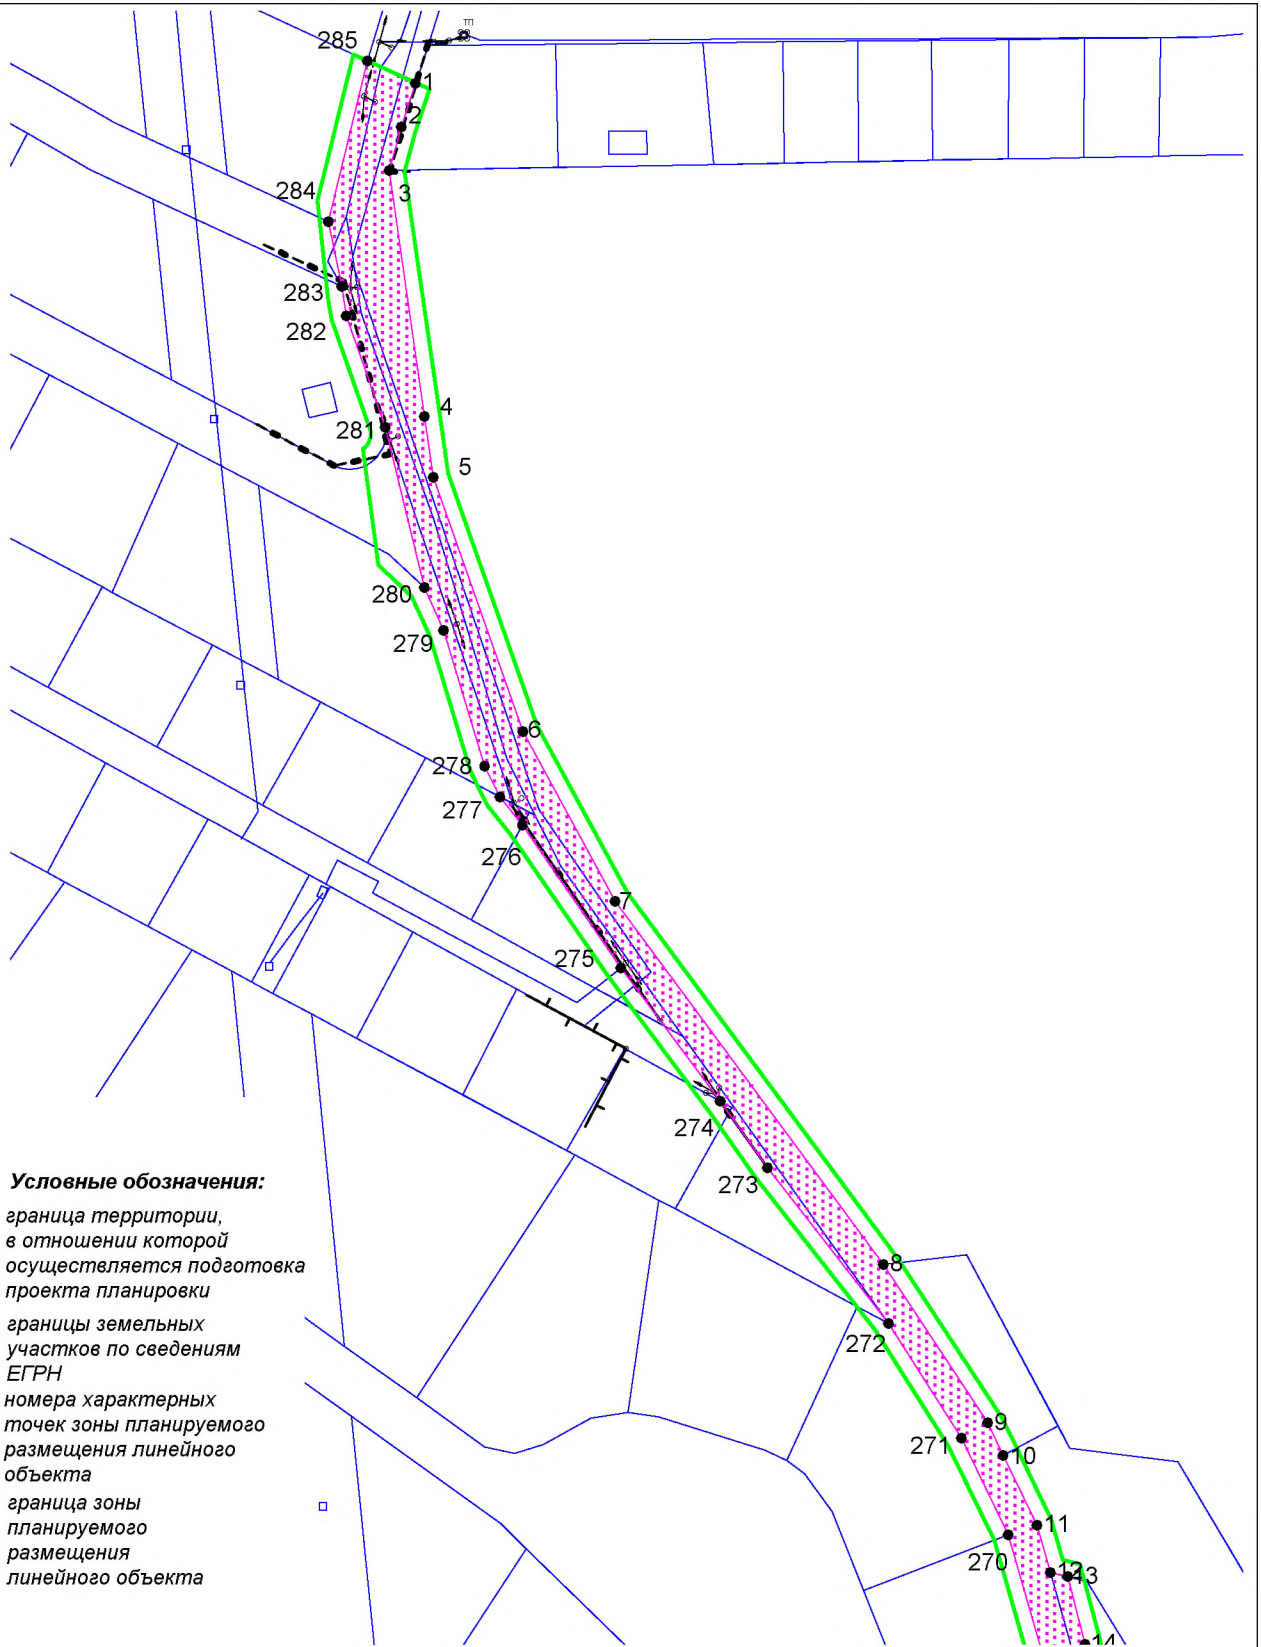 ТП
285
1
2
284
3
283
282
4
281
5
280
279
6
278
277
276
7
275
274
273
8
272
9
271
10
11
270
12
13
14
Условные обозначения:
граница территории,
в отношении которой
осуществляется подготовка
проекта планировки
границы земельных
участков по сведениям
ЕГРН
номера характерных
точек зоны планируемого
размещения линейного
объекта
граница зоны
планируемого
размещения
линейного объекта